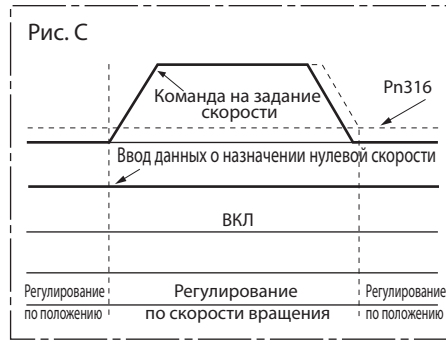 Рис. C
Pn316
Команда на задание
скорости
Ввод данных о назначении нулевой скорости
ВКЛ
Регулирование
по положению
Регулирование
по скорости вращения
Регулирование
по положению